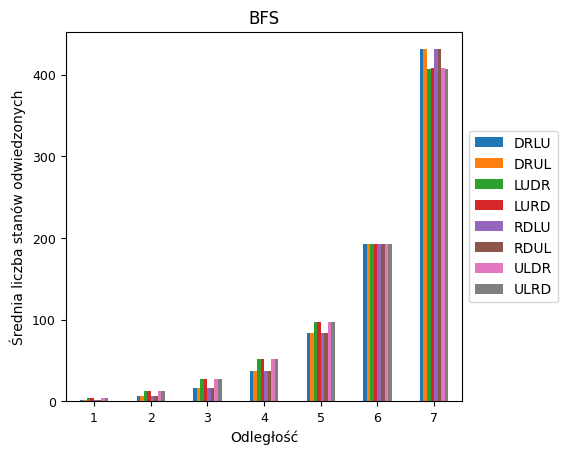 BFS
Średnia liczba stanów odwiedzonych
400
300
200
100
0
1 2 3 4 5 6 7
Odległość
DRLU
DRUL
LUDR
LURD
RDLU
RDUL
ULDR
ULRD